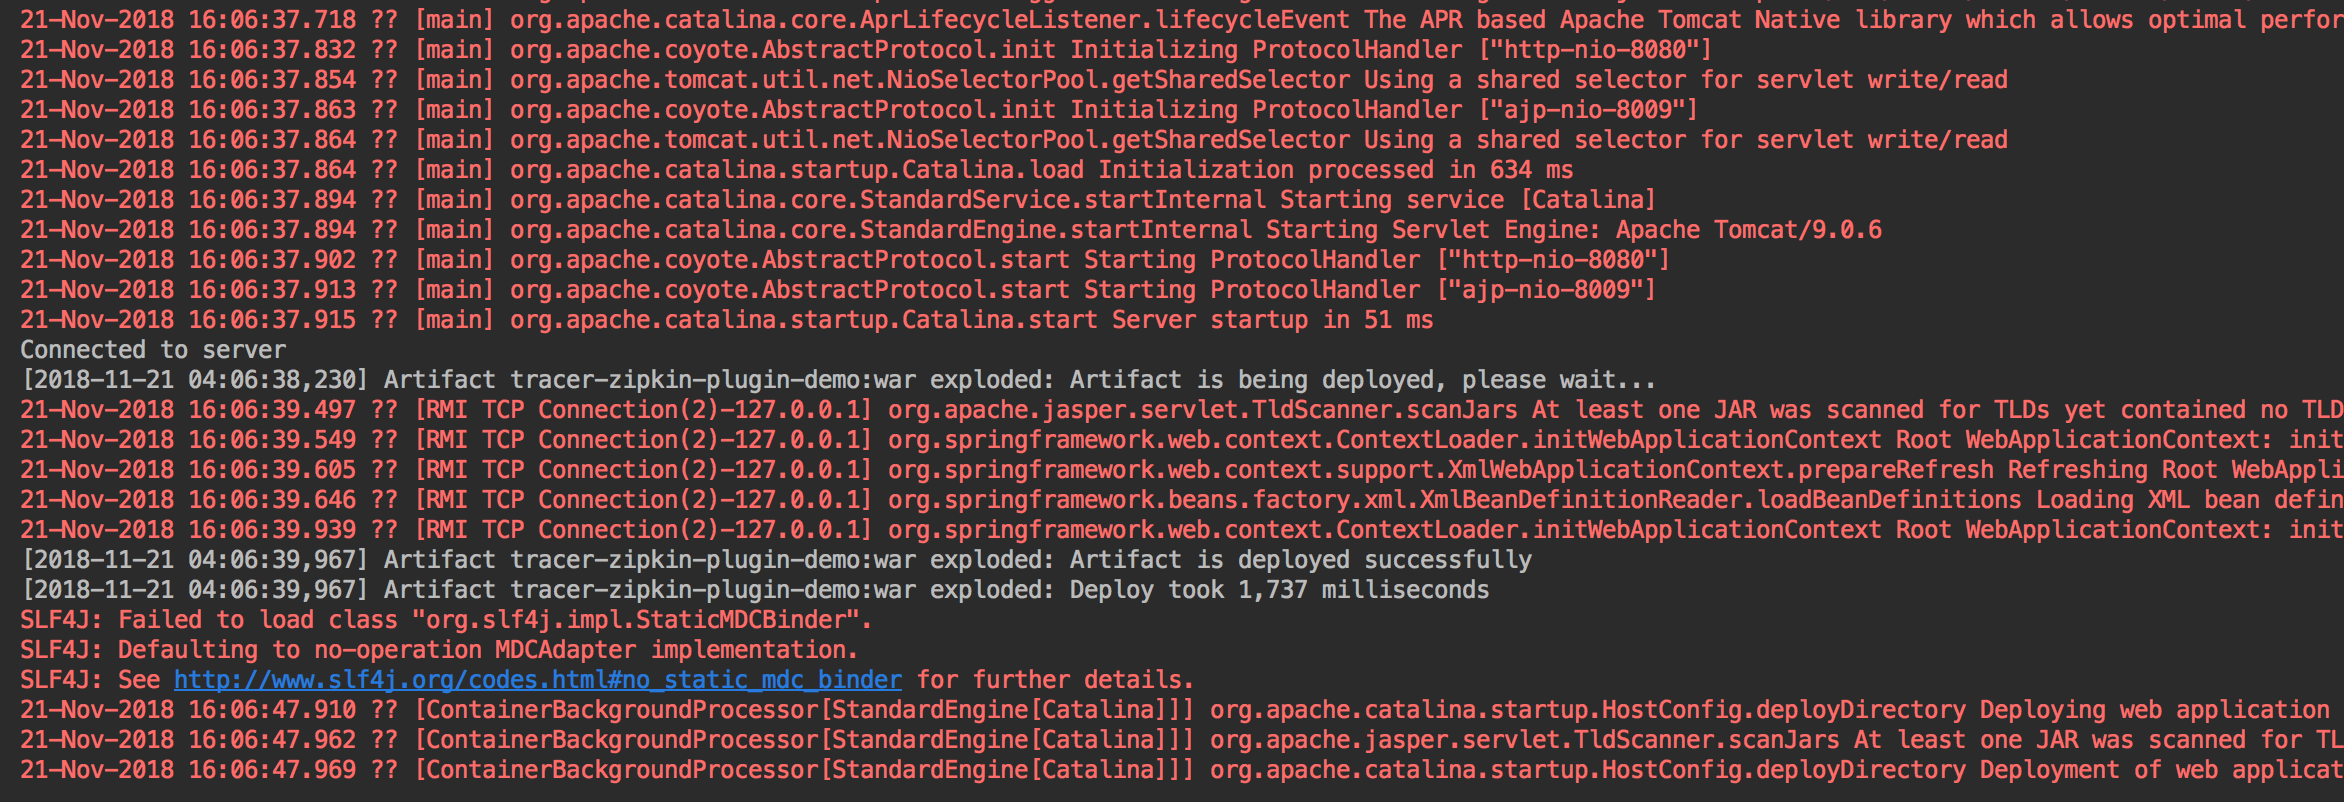 21-Nov-2018 16:06:37.718 ?? [main] org.apache.catalina.core.AprLifecycleListener.lifecycleEvent The APR based Apache Tomcat Native library which allows optimal perfor
21-Nov-2018 16:06:37.832 ?? [main] org.apache.coyote.AbstractProtocol.init Initializing ProtocolHandler ["http-nio-8080"]
21-Nov-2018 16:06:37.854 ?? [main] org.apache.tomcat.util.net.NioSelectorPool.getSharedSelector Using a shared selector for servlet write/read
21-Nov-2018 16:06:37.863 ?? [main] org.apache.coyote.AbstractProtocol.init Initializing ProtocolHandler ["ajp-nio-8009"]
21-Nov-2018 16:06:37.864 ?? [main] org.apache.tomcat.util.net.NioSelectorPool.getSharedSelector Using a shared selector for servlet write/read
21-Nov-2018 16:06:37.864 ?? [main] org.apache.catalina.startup.Catalina.load Initialization processed in 634 ms
21-Nov-2018 16:06:37.894 ?? [main] org.apache.catalina.core.StandardService.startInternal Starting service [Catalina]
21-Nov-2018 16:06:37.894 ?? [main] org.apache.catalina.core.StandardEngine.startInternal Starting Servlet Engine: Apache Tomcat/9.0.6
21-Nov-2018 16:06:37.902 ?? [main] org.apache.coyote.AbstractProtocol.start Starting ProtocolHandler ["http-nio-8080"]
21-Nov-2018 16:06:37.913 ?? [main] org.apache.coyote.AbstractProtocol.start Starting ProtocolHandler ["ajp-nio-8009"]
21-Nov-2018 16:06:37.915 ?? [main] org.apache.catalina.startup.Catalina.start Server startup in 51 ms
Connected to server
[2018-11-21 04:06:38,230] Artifact tracer-zipkin-plugin-demo:war exploded: Artifact is being deployed, please wait...
21-Nov-2018 16:06:39.497 ?? [RMI TCP Connection(2)-127.0.0.1] org.apache.jasper.servlet.TldScanner.scanJars At least one JAR was scanned for TLDs yet contained no TLD
21-Nov-2018 16:06:39.549 ?? [RMI TCP Connection(2)-127.0.0.1] org.springframework.web.context.ContextLoader.initWebApplicationContext Root WebApplicationContext: init
21-Nov-2018 16:06:39.605 ?? [RMI TCP Connection(2)-127.0.0.1] org.springframework.web.context.support.XmlWebApplicationContext.prepareRefresh Refreshing Root WebAppli
21-Nov-2018 16:06:39.646 ?? [RMI TCP Connection(2)-127.0.0.1] org.springframework.beans.factory.xml.XmlBeanDefinitionReader.loadBeanDefinitions Loading XML bean defin
21-Nov-2018 16:06:39.939 ?? [RMI TCP Connection(2)-127.0.0.1] org.springframework.web.context.ContextLoader.initWebApplicationContext Root WebApplicationContext: init
[2018-11-21 04:06:39,967] Artifact tracer-zipkin-plugin-demo:war exploded: Artifact is deployed successfully
[2018-11-21 04:06:39,967] Artifact tracer-zipkin-plugin-demo:war exploded: Deploy took 1,737 milliseconds
SLF4J: Failed to load class "org.slf4j.impl.StaticMDCBinder".
SLF4J: Defaulting to no-operation MDCAdapter implementation.
SLF4J: See http://www.slf4j.org/codes.html#no_static_mdc_binder for further details.
21-Nov-2018 16:06:47.910 ?? [ContainerBackgroundProcessor[StandardEngine[Catalina]]] org.apache.catalina.startup.HostConfig.deployDirectory Deploying web application
21-Nov-2018 16:06:47.962 ?? [ContainerBackgroundProcessor[StandardEngine[Catalina]]] org.apache.jasper.servlet.TldScanner.scanJars At least one JAR was scanned for TL
21-Nov-2018 16:06:47.969 ?? [ContainerBackgroundProcessor[StandardEngine[Catalina]]] org.apache.catalina.startup.HostConfig.deployDirectory Deployment of web applicat